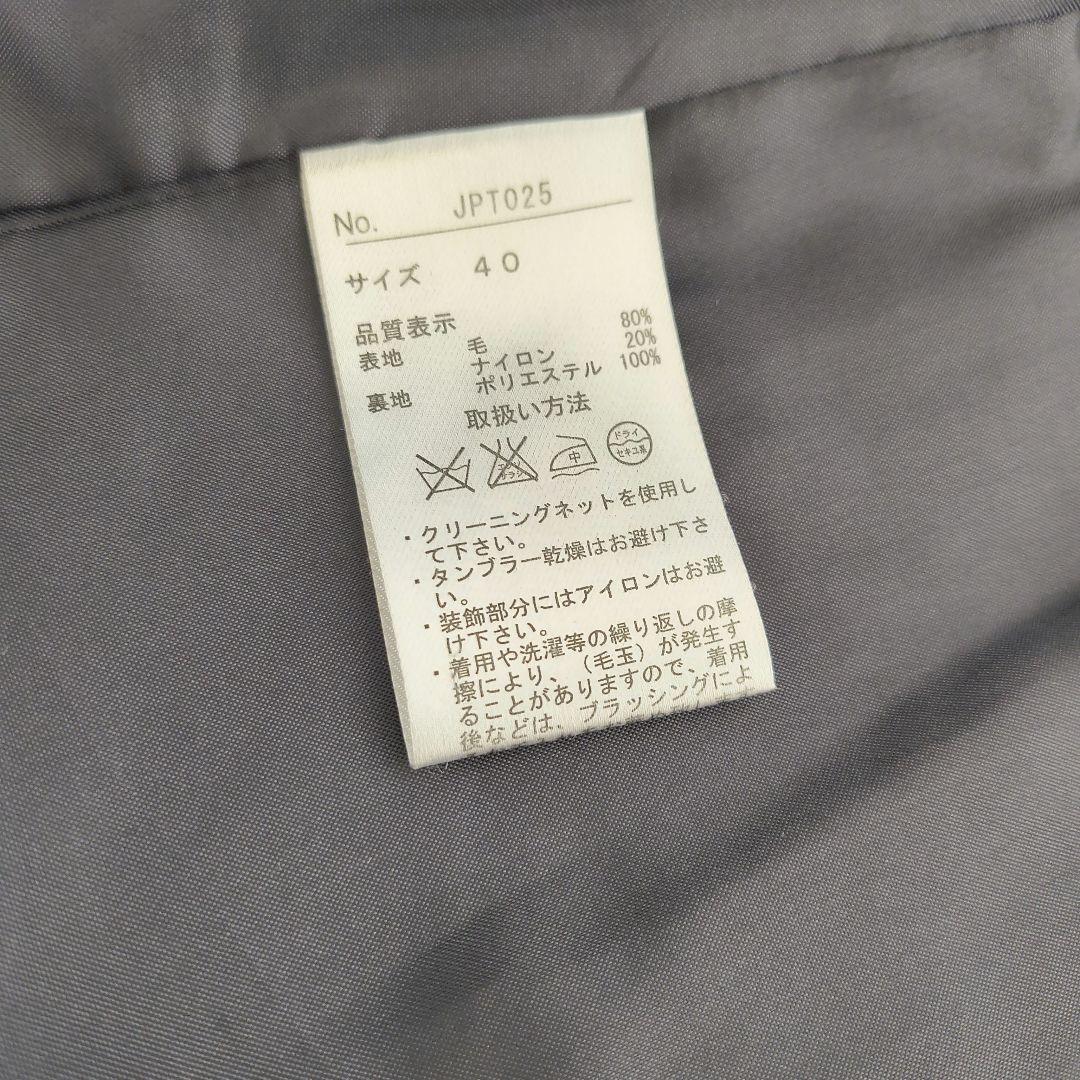 No. JPT025
サイズ 40
品質表示
表地 毛 80%
ナイロン 20%
裏地 ポリエステル 100%
取扱い方法
中
ドライ
セキユ系
・クリーニングネットを使用し
て下さい。
・タンブラー乾燥はお避け下さ
い。
・装飾部分にはアイロンはお避
け下さい。
・着用や洗濯等の繰り返しの摩
擦により、(毛玉)が発生す
ることがありますので、着用
後などは、ブラッシングによ